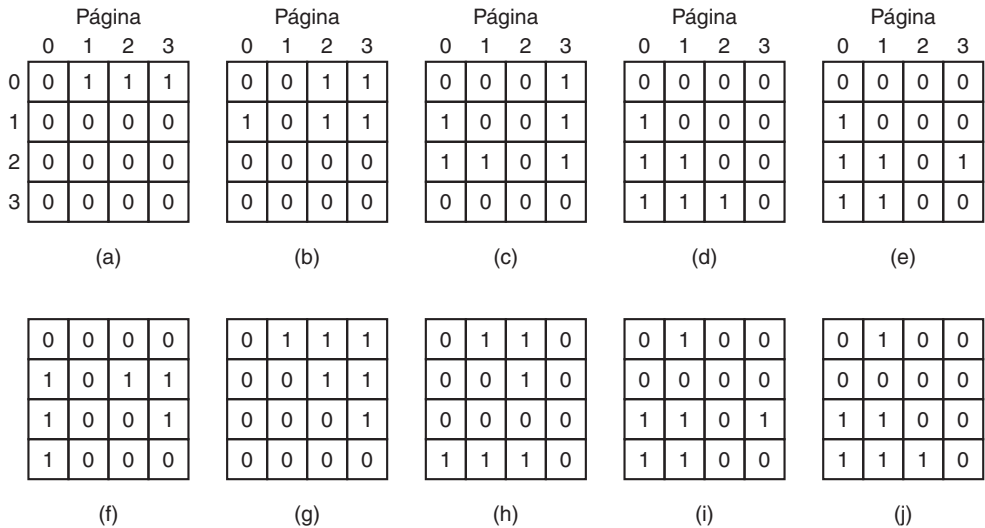 Página Página Página Página Página
0 1 2 3 0 1 2 3 0 1 2 3 0 1 2 3 0 1 2 3
0 0 1 1 1 0 0 1 1 0 0 0 1 0 0 0 0 0 0 0 0
1 0 0 0 0 1 0 1 1 1 0 0 1 1 0 0 0 1 0 0 0
2 0 0 0 0 0 0 0 0 1 1 0 1 1 1 0 0 1 1 0 1
3 0 0 0 0 0 0 0 0 0 0 0 0 1 1 1 0 1 1 0 0
(a) (b) (c) (d) (e)
0 0 0 0 0 1 1 1 0 1 1 0 0 1 0 0 0 1 0 0
1 0 1 1 0 0 1 1 0 0 1 0 0 0 0 0 0 0 0 0
1 0 0 1 0 0 0 1 0 0 0 0 1 1 0 1 1 1 0 0
1 0 0 0 0 0 0 0 1 1 1 0 1 1 0 0 1 1 1 0
(f) (g) (h) (i) (j)